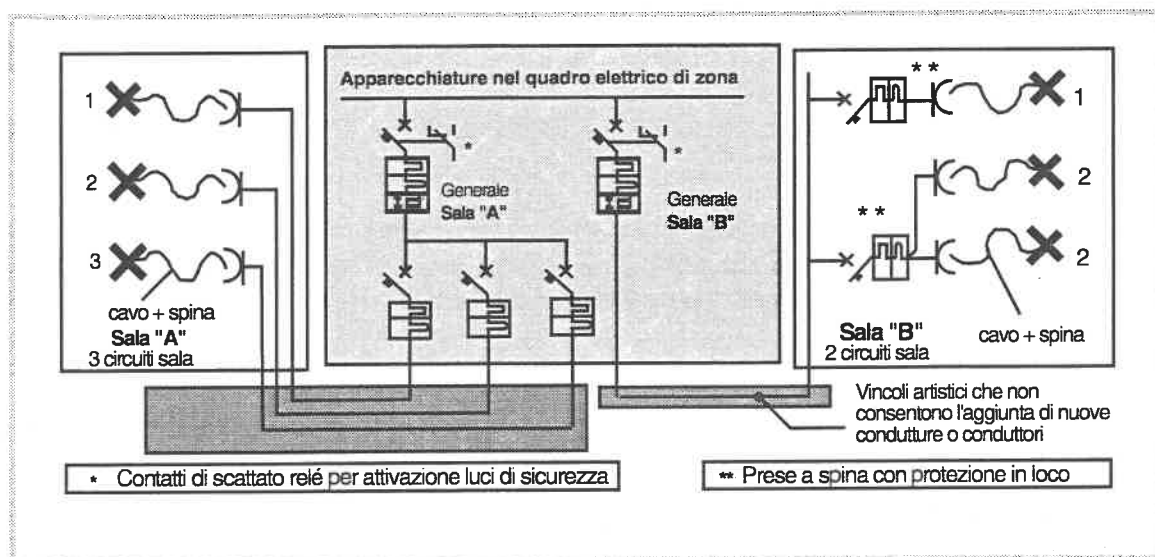 Apparecchiature nel quadro elettrico di zona
1
2
3
cavo + spina
Sala "A"
3 circuiti sala
*
Generale
Sala "A"
*
Generale
Sala "B"
* *
1
2
* *
2
Sala "B"
2 circuiti sala
cavo + spina
Vincoli artistici che non
consentono l'aggiunta di nuove
condutture o conduttori
* Contatti di scattato relé per attivazione luci di sicurezza
** Prese a spina con protezione in loco